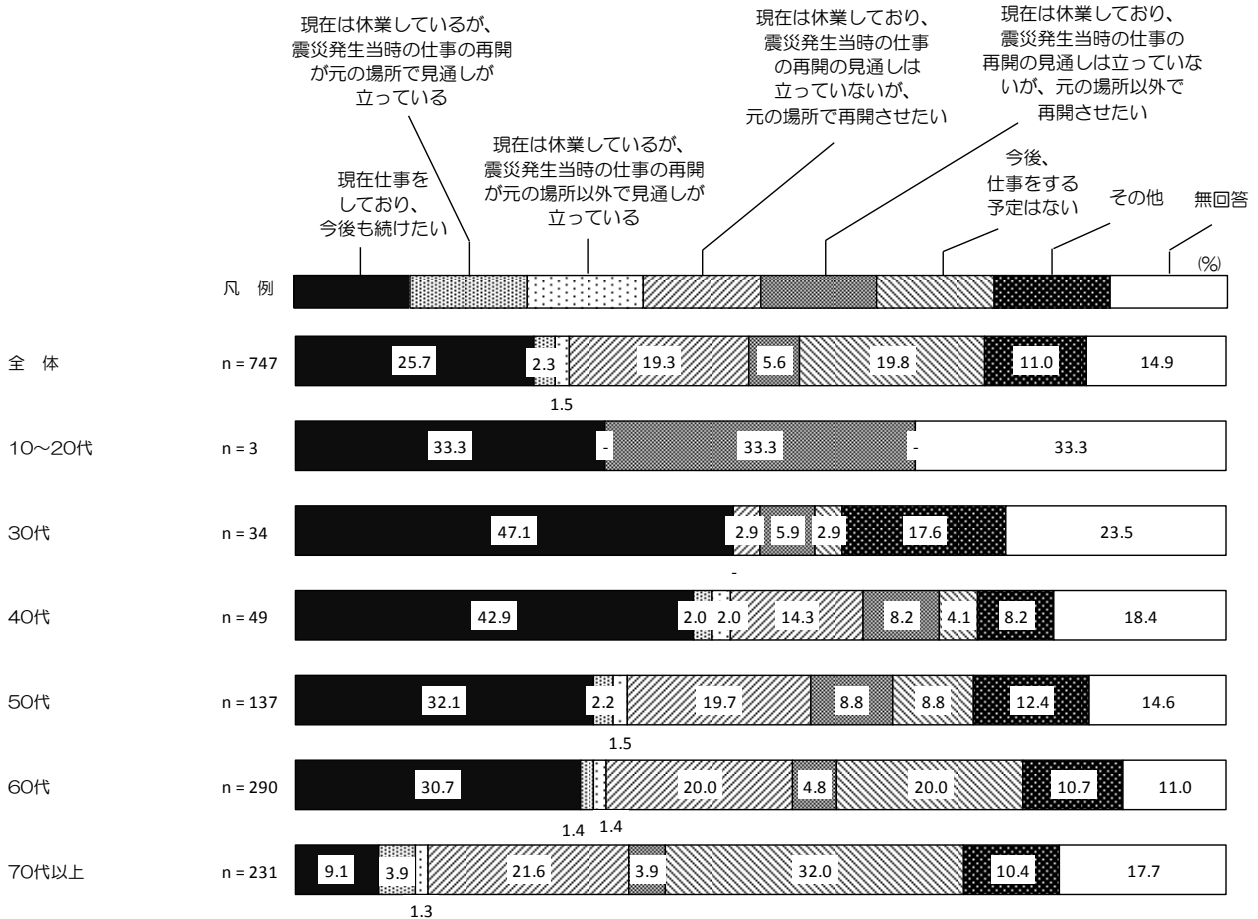 現在は休業しているが、
震災発生当時の仕事の再開
が元の場所で見通しが
立っている
現在は休業しており、
震災発生当時の仕事
の再開の見通しは
立っていないが、
元の場所で再開させたい
現在は休業しており、
震災発生当時の仕事の
再開の見通しは立っていな
いが、元の場所以外で
再開させたい
現在仕事を
しており、
今後も続けたい
現在は休業しているが、
震災発生当時の仕事の再開
が元の場所以外で見通しが
立っている
今後、
仕事をする
予定はない
その他
無回答
(%)
凡 例
全 体 n = 747 25.7 2.3 19.3 5.6 19.8 11.0 14.9
1.5
10～20代 n = 3 33.3 - 33.3 - 33.3
30代 n = 34 47.1 2.9 5.9 2.9 17.6 23.5
-
40代 n = 49 42.9 2.0 2.0 14.3 8.2 4.1 8.2 18.4
50代 n = 137 32.1 2.2 19.7 8.8 8.8 12.4 14.6
1.5
60代 n = 290 30.7 20.0 4.8 20.0 10.7 11.0
1.4 1.4
70代以上 n = 231 9.1 3.9 21.6 3.9 32.0 10.4 17.7
1.3